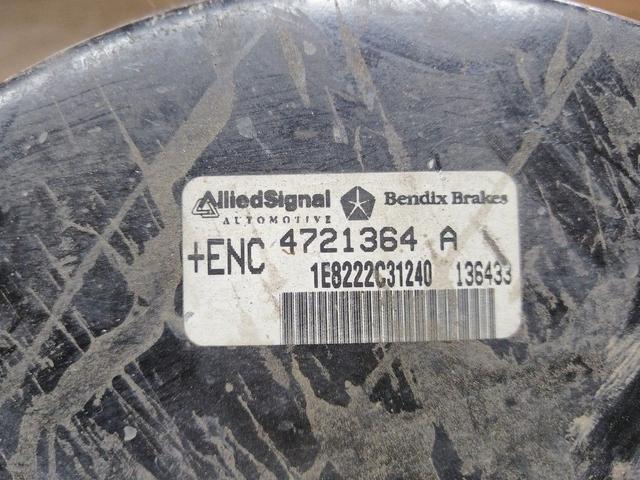 AlliedSignal Bendix Brakes
AUTOMOTIVE
+ENC 4721364 A
1E8222C31240 136433